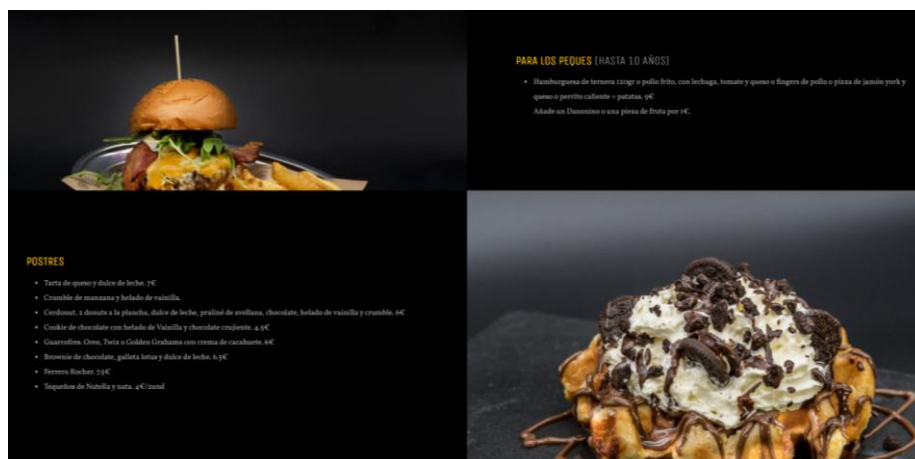 PARA LOS PEQUES (HASTA 10 AÑOS)
Hamburguesa de ternera 120gr o pollo frito, con lechuga, tomate y queso o fingers de pollo o pizza de jamón york y
queso o perrito caliente + patatas. 9€
Añade un Danonino o una pieza de fruta por 1€.
POSTRES
Tarta de queso y dulce de leche. 7€
Crumble de manzana y helado de vainilla.
Cerdonut. 2 donuts a la plancha, dulce de leche, praliné de avellana, chocolate, helado de vainilla y crumble. 6€
Cookie de chocolate con helado de Vainilla y chocolate crujiente. 4.5€
Guarrofres: Oreo, Twix o Golden Grahams con crema de cacahuete. 6€
Brownie de chocolate, galleta lotus y dulce de leche. 6.5€
Ferrero Rocher. 7.5€
Tequeños de Nutella y nata. 4€/2und